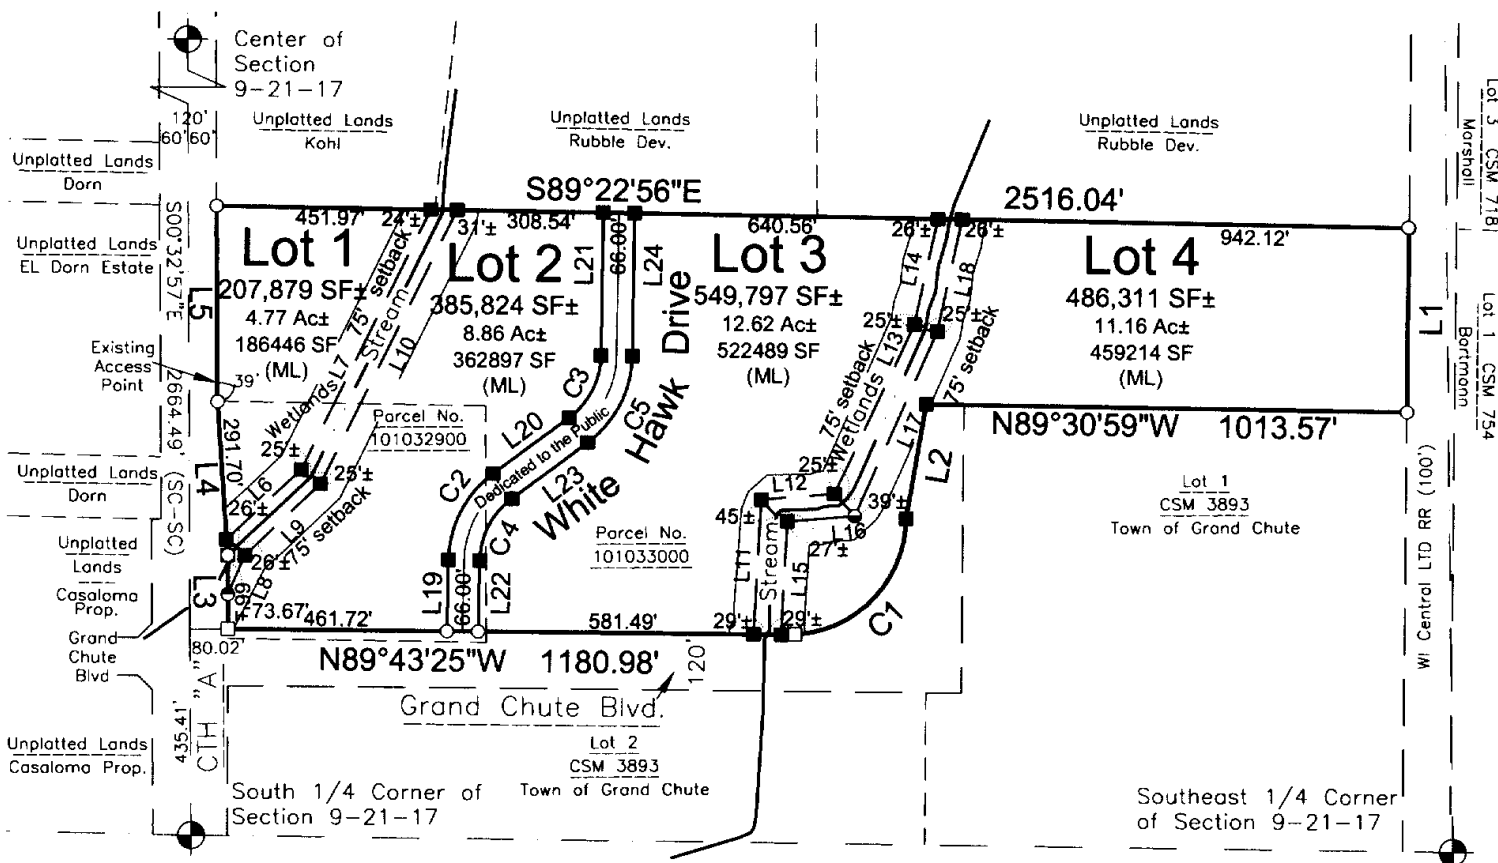 Center of
Section
9-21-17
120'
60'
60'
Unplatted Lands
Kohl
Unplatted Lands
Rubble Dev.
Unplatted Lands
Rubble Dev.
Lot 3 CSM 718
Marshall
Unplatted Lands
Dorn
S89°22'56"E
2516.04'
451.97'
24'±
31'±
308.54'
66.00'
640.56'
26'±
26'±
942.12'
Unplatted Lands
EL Dorn Estate
S00°32'57"E 2664.49' (SC-SC)
L5
Lot 1
207,879 SF±
4.77 Ac±
186446 SF
(ML)
75' setback
Stream
L10
L7
Wetlands
Lot 2
385,824 SF±
8.86 Ac±
362897 SF
(ML)
L21
L24
Lot 3
549,797 SF±
12.62 Ac±
522489 SF
(ML)
L14
L18
25'±
25'±
L13
Lot 4
486,311 SF±
11.16 Ac±
459214 SF
(ML)
L1
Lot 1 CSM 754
Bartmann
Existing
Access
Point
39'
Parcel No.
101032900
C3
C5
White Hawk Drive
L20
Dedicated to the Public
L23
75' setback
Wetlands
75' setback
L17
L2
N89°30'59"W 1013.57'
291.70'
L4
25'±
25'±
L6
26'±
L9
75' setback
C2
C4
25'±
L12
39'±
45'±
L16
27'±
Unplatted Lands
Dorn
Lot 1
CSM 3893
Town of Grand Chute
WI Central LTD RR (100')
Parcel No.
101033000
Unplatted
Lands
Casaloma
Prop.
L3
26'±
L8
L19
66.00'
L22
L11
Stream
L15
C1
Grand
Chute
Blvd
73.67'
461.72'
581.49'
29'±
29'±
80.02'
N89°43'25"W 1180.98'
120'
Grand Chute Blvd.
435.41'
CTH "A"
Unplatted Lands
Casaloma Prop.
Lot 2
CSM 3893
Town of Grand Chute
South 1/4 Corner of
Section 9-21-17
Southeast 1/4 Corner
of Section 9-21-17